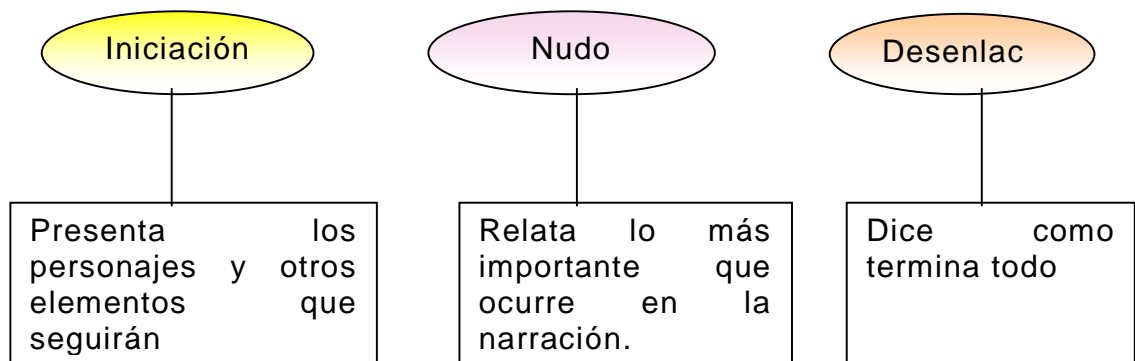 Iniciación
Nudo
Desenlac
Presenta los
personajes y otros
elementos que
seguirán
Relata lo más
importante que
ocurre en la
narración.
Dice como
termina todo